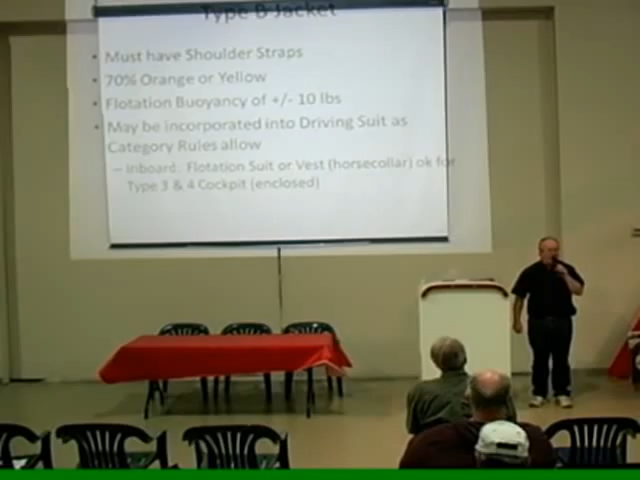 Type B Jacket
• Must have Shoulder Straps
• 70% Orange or Yellow
• Flotation Buoyancy of +/- 10 lbs
• May be incorporated into Driving Suit as
Category Rules allow
– Inboard: Flotation Suit or Vest (horsecollar) ok for
Type 3 & 4 Cockpit (enclosed)